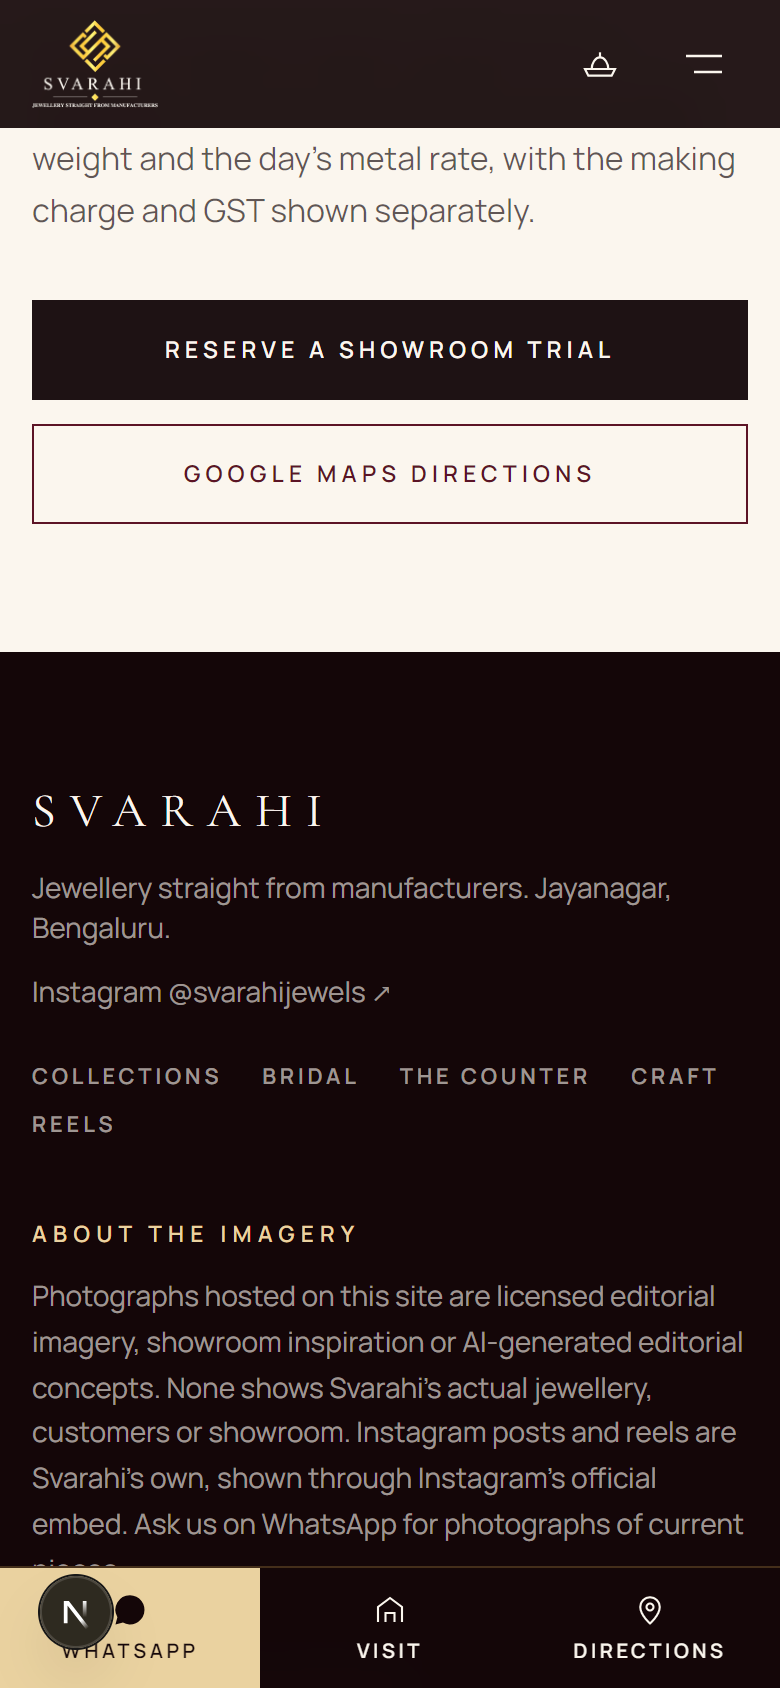 SVARAHI
JEWELLERY STRAIGHT FROM MANUFACTURERS
weight and the day’s metal rate, with the making
charge and GST shown separately.
RESERVE A SHOWROOM TRIAL
GOOGLE MAPS DIRECTIONS
SVARAHI
Jewellery straight from manufacturers. Jayanagar,
Bengaluru.
Instagram @svarahijewels ↗
COLLECTIONS BRIDAL THE COUNTER CRAFT
REELS
ABOUT THE IMAGERY
Photographs hosted on this site are licensed editorial
imagery, showroom inspiration or AI-generated editorial
concepts. None shows Svarahi’s actual jewellery,
customers or showroom. Instagram posts and reels are
Svarahi’s own, shown through Instagram’s official
embed. Ask us on WhatsApp for photographs of current
N
WHATSAPP VISIT DIRECTIONS